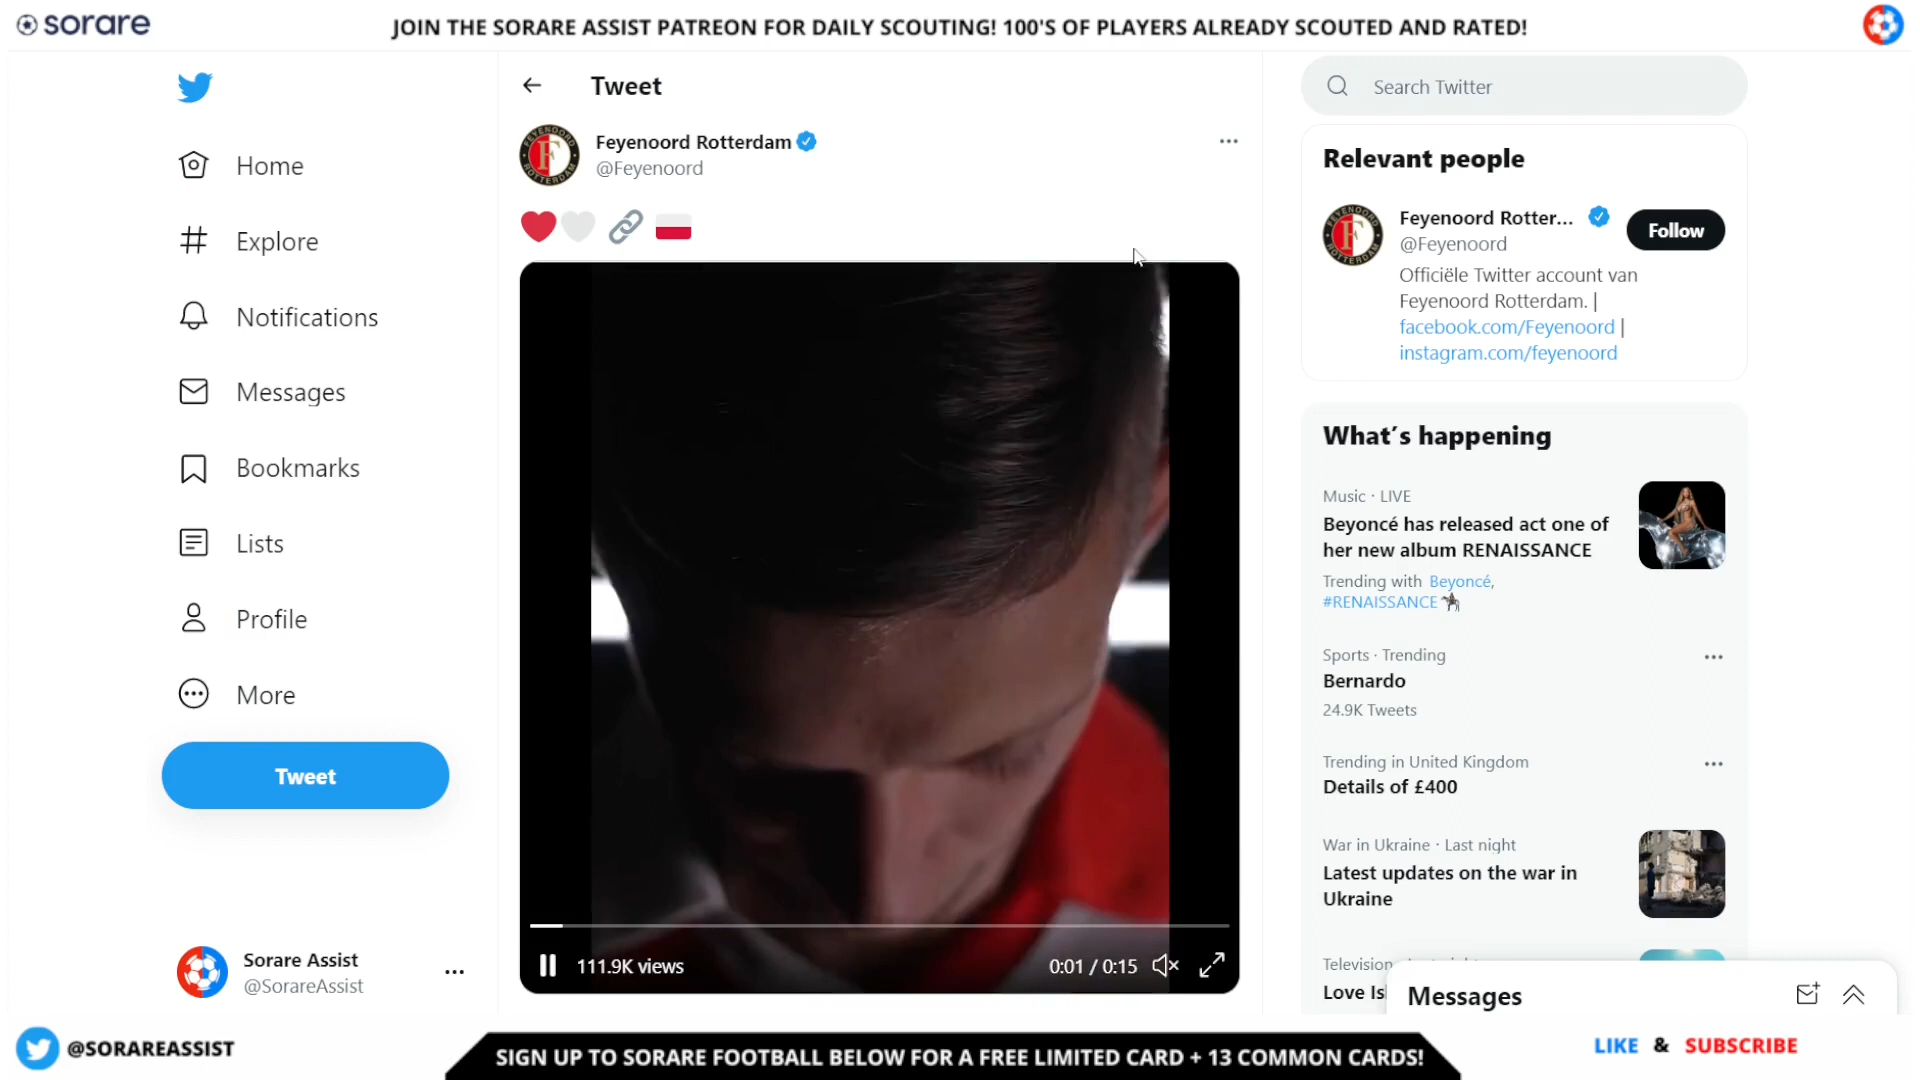 sorare
JOIN THE SORARE ASSIST PATREON FOR DAILY SCOUTING! 100'S OF PLAYERS ALREADY SCOUTED AND RATED!
Home
Explore
Notifications
Messages
Bookmarks
Lists
Profile
More
Tweet
Sorare Assist
@SorareAssist
Tweet
Feyenoord Rotterdam
@Feyenoord
111.9K views
0:01 / 0:15
Search Twitter
Relevant people
Feyenoord Rotter...
@Feyenoord
Follow
Officiële Twitter account van
Feyenoord Rotterdam. |
facebook.com/Feyenoord |
instagram.com/feyenoord
What's happening
Music · LIVE
Beyoncé has released act one of
her new album RENAISSANCE
Trending with Beyoncé,
#RENAISSANCE
Sports · Trending
Bernardo
24.9K Tweets
Trending in United Kingdom
Details of £400
War in Ukraine · Last night
Latest updates on the war in
Ukraine
Television
Love
Messages
@SORAREASSIST
SIGN UP TO SORARE FOOTBALL BELOW FOR A FREE LIMITED CARD + 13 COMMON CARDS!
LIKE & SUBSCRIBE